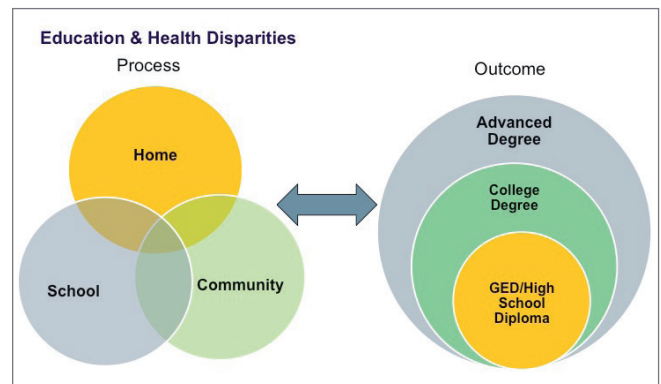 Education & Health Disparities
Process
Outcome
Home
School
Community
Advanced
Degree
College
Degree
GED/High
School
Diploma